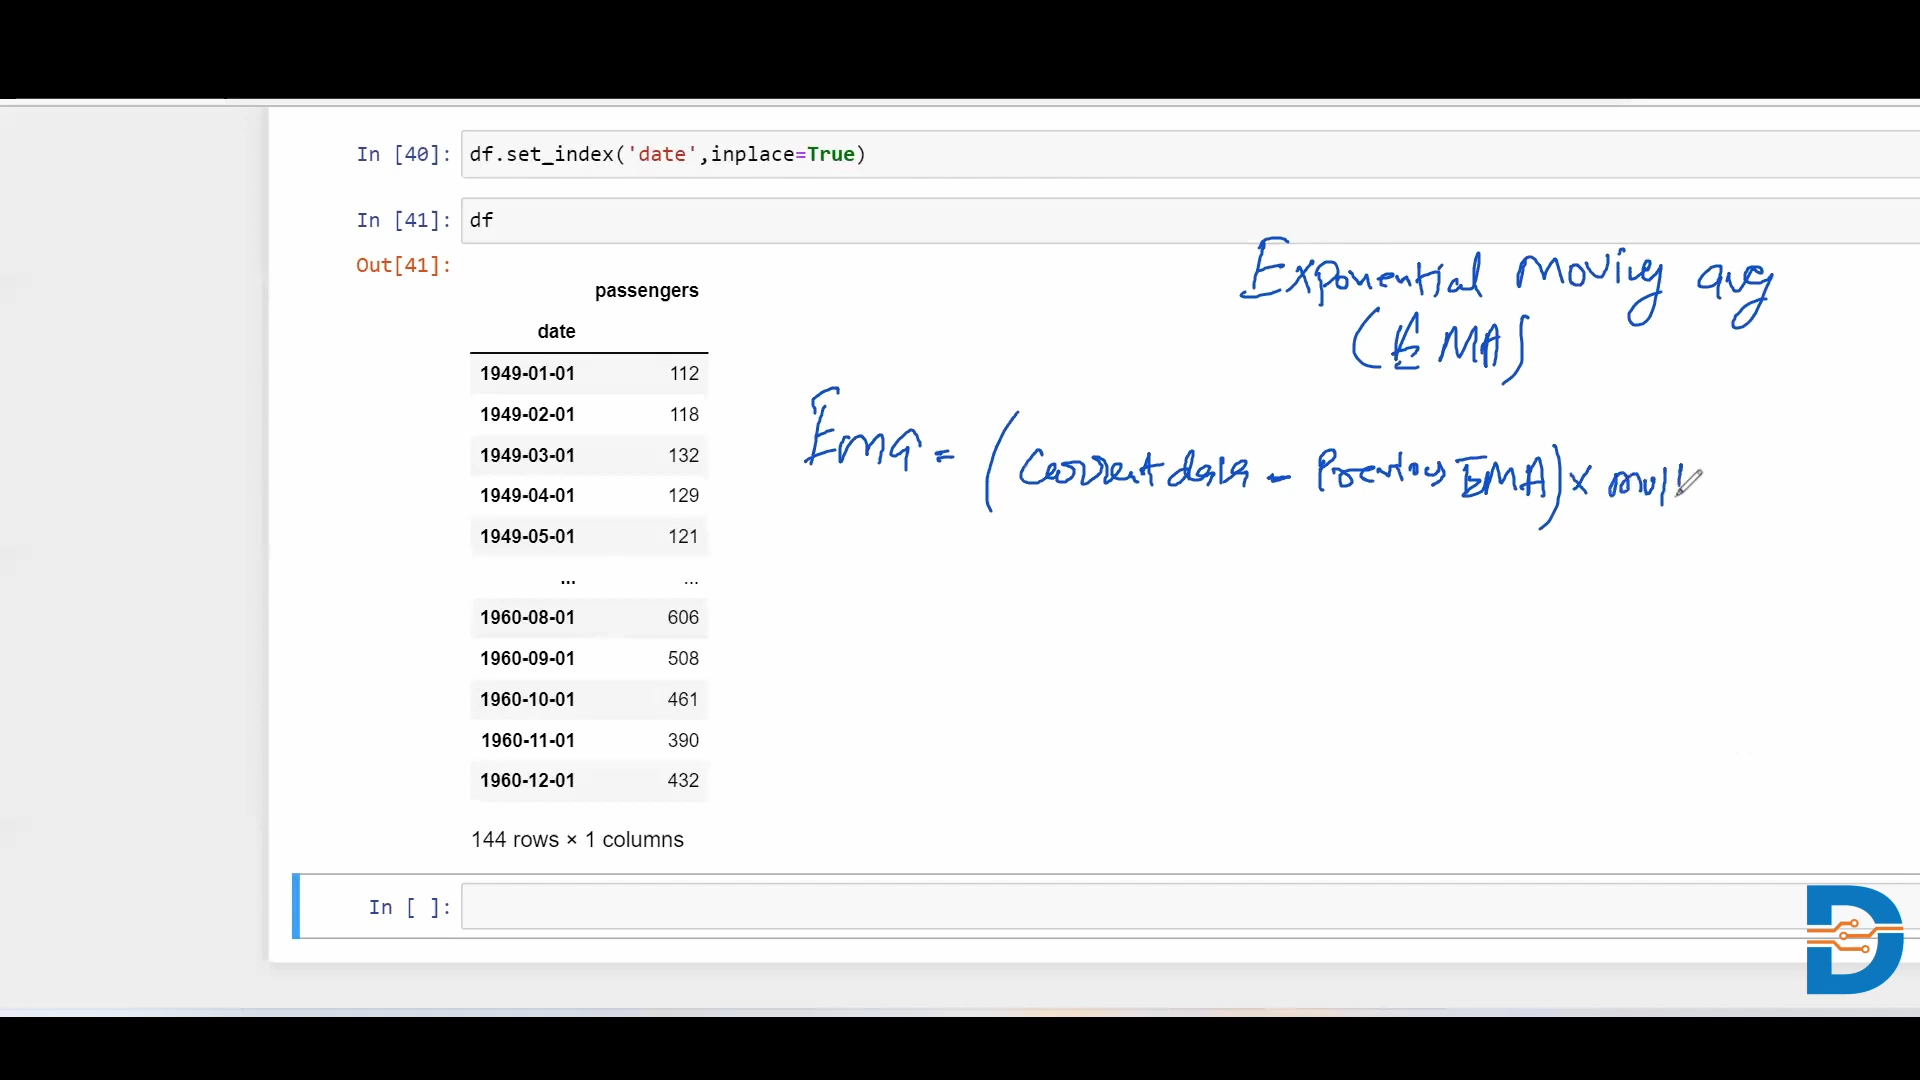 In [40]: df.set_index('date',inplace=True)
In [41]: df
Out[41]:
passengers
date
1949-01-01 112
1949-02-01 118
1949-03-01 132
1949-04-01 129
1949-05-01 121
... ...
1960-08-01 606
1960-09-01 508
1960-10-01 461
1960-11-01 390
1960-12-01 432
144 rows × 1 columns
In [ ]:
Exponential moving avg
(EMA)
EMA = (Current data - Previous EMA) x mult